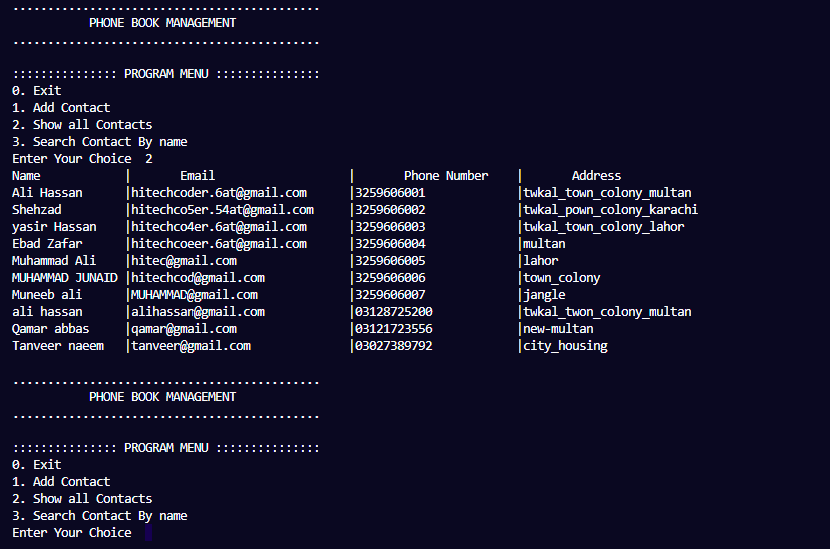 ............................................
PHONE BOOK MANAGEMENT
............................................
::::::::::::::: PROGRAM MENU :::::::::::::::
0. Exit
1. Add Contact
2. Show all Contacts
3. Search Contact By name
Enter Your Choice  2
Name            |       Email                   |       Phone Number    |       Address
Ali Hassan      |hitechcoder.6at@gmail.com      |3259606001             |twkal_town_colony_multan
Shehzad         |hitechco5er.54at@gmail.com     |3259606002             |twkal_pown_colony_karachi
yasir Hassan    |hitechco4er.6at@gmail.com      |3259606003             |twkal_town_colony_lahor
Ebad Zafar      |hitechcoeer.6at@gmail.com      |3259606004             |multan
Muhammad Ali    |hitec@gmail.com                |3259606005             |lahor
MUHAMMAD JUNAID |hitechcod@gmail.com            |3259606006             |town_colony
Muneeb ali      |MUHAMMAD@gmail.com             |3259606007             |jangle
ali hassan      |alihassan@gmail.com            |03128725200            |twkal_twon_colony_multan
Qamar abbas     |qamar@gmail.com                |03121723556            |new-multan
Tanveer naeem   |tanveer@gmail.com              |03027389792            |city_housing
............................................
PHONE BOOK MANAGEMENT
............................................
::::::::::::::: PROGRAM MENU :::::::::::::::
0. Exit
1. Add Contact
2. Show all Contacts
3. Search Contact By name
Enter Your Choice